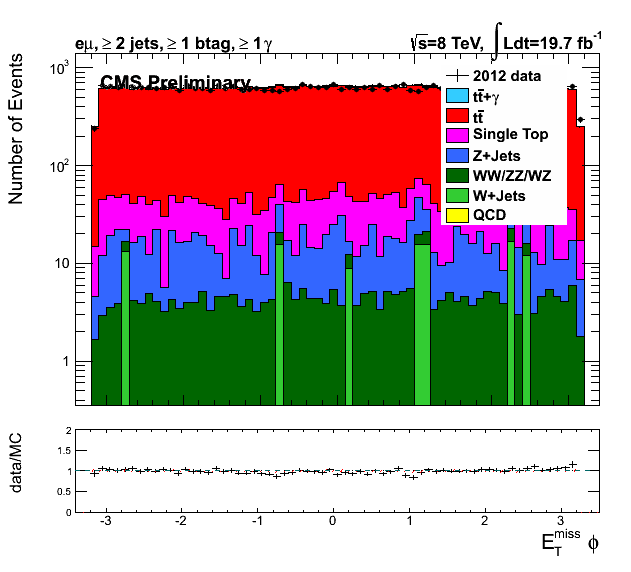 eμ, ≥ 2 jets, ≥ 1 btag, ≥ 1 γ
√s=8 TeV, ∫Ldt=19.7 fb⁻¹
CMS Preliminary
Number of Events
10³
10²
10
1
2012 data
tt̄+γ
tt̄
Single Top
Z+Jets
WW/ZZ/WZ
W+Jets
QCD
data/MC
2
1.5
1
0.5
0
-3 -2 -1 0 1 2 3
E_T^miss ϕ